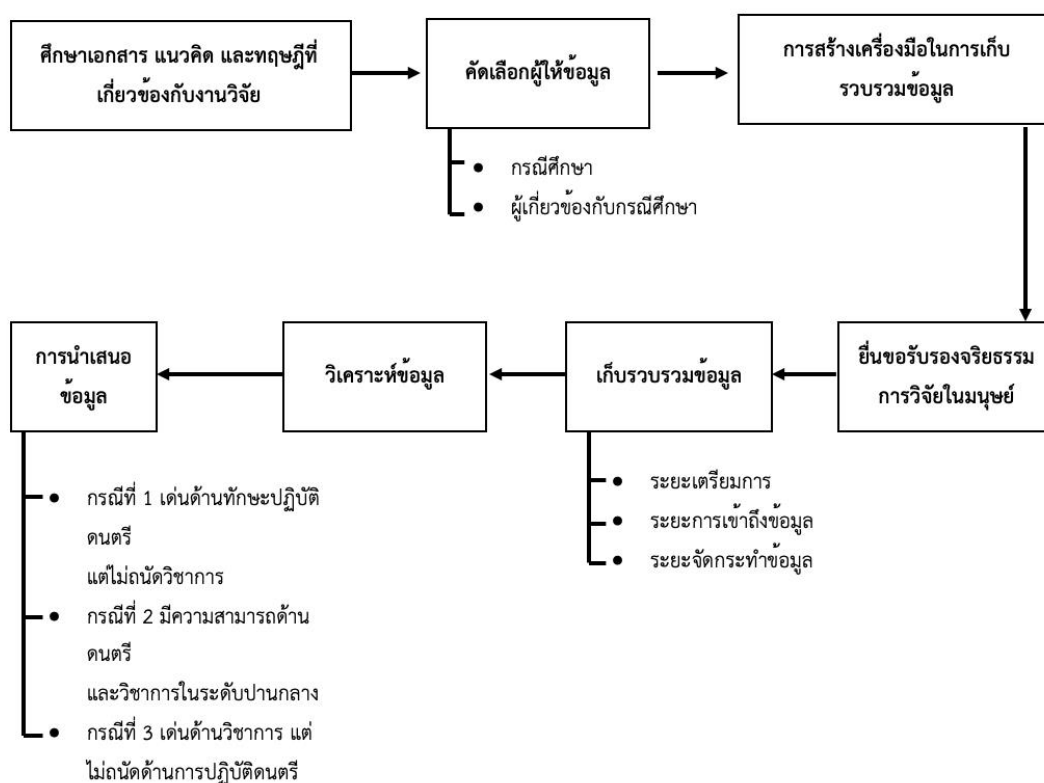 ศึกษาเอกสาร แนวคิด และทฤษฎีที่
เกี่ยวข้องกับงานวิจัย
คัดเลือกผู้ให้ข้อมูล
การสร้างเครื่องมือในการเก็บ
รวบรวมข้อมูล
● กรณีศึกษา
● ผู้เกี่ยวข้องกับกรณีศึกษา
ยื่นขอรับรองจริยธรรม
การวิจัยในมนุษย์
เก็บรวบรวมข้อมูล
วิเคราะห์ข้อมูล
การนำเสนอ
ข้อมูล
● ระยะเตรียมการ
● ระยะการเข้าถึงข้อมูล
● ระยะจัดกระทำข้อมูล
● กรณีที่ 1 เด่นด้านทักษะปฏิบัติ
ดนตรี
แต่ไม่ถนัดวิชาการ
● กรณีที่ 2 มีความสามารถด้าน
ดนตรี
และวิชาการในระดับปานกลาง
● กรณีที่ 3 เด่นด้านวิชาการ แต่
ไม่ถนัดด้านการปฏิบัติดนตรี